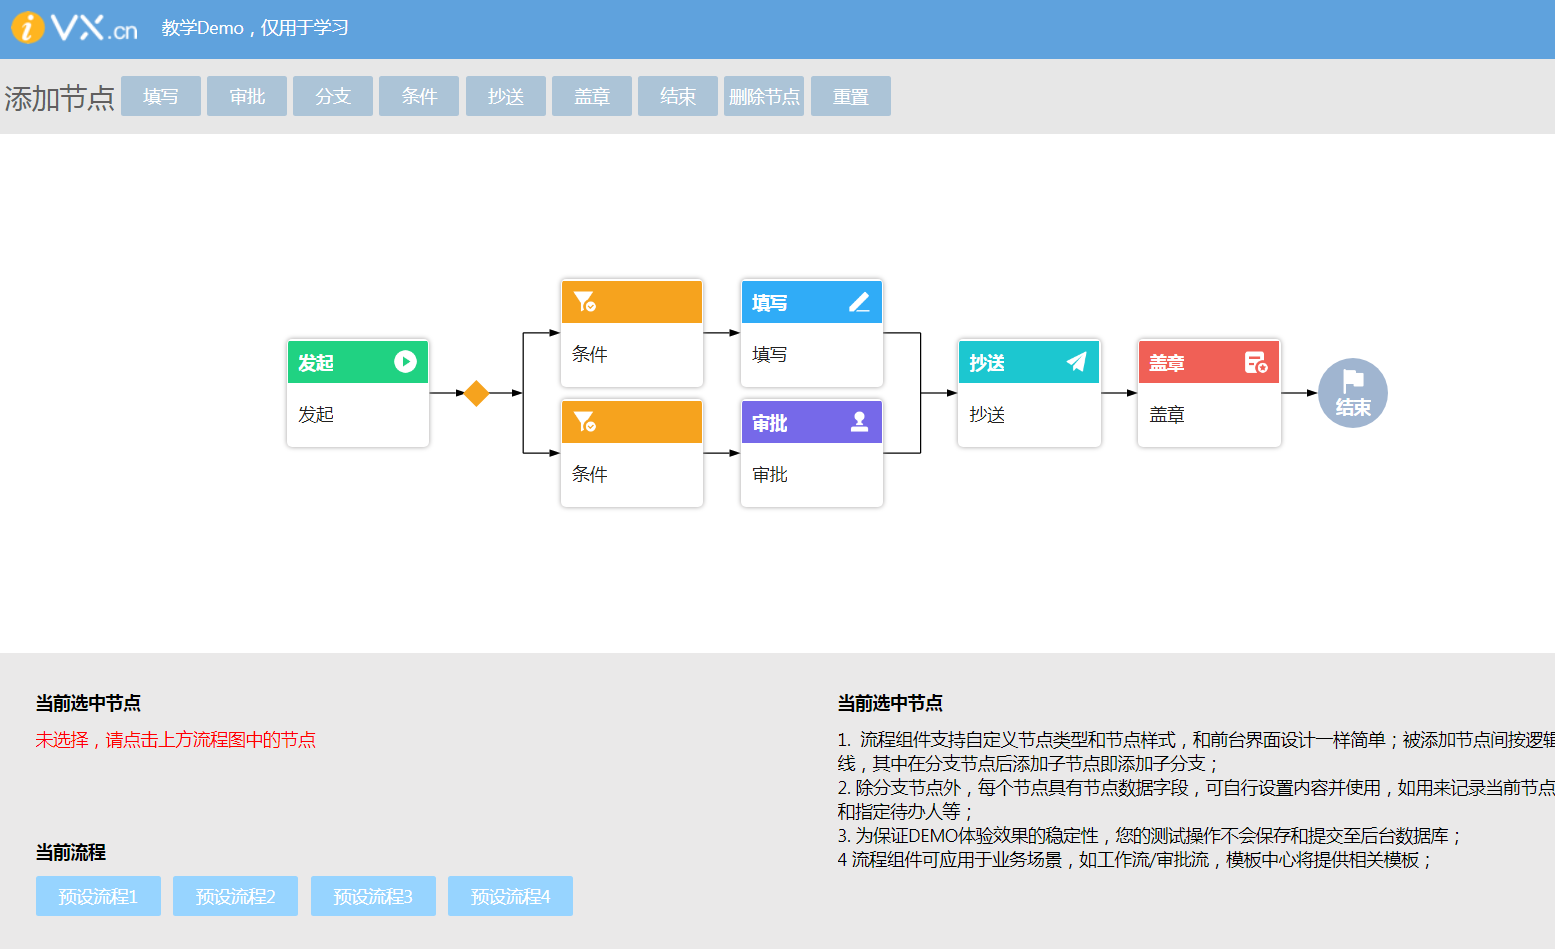 iVX.cn 教学Demo，仅用于学习
添加节点 填写 审批 分支 条件 抄送 盖章 结束 删除节点 重置
条件
填写
填写
发起
发起
条件
审批
审批
抄送
抄送
盖章
盖章
结束
当前选中节点
未选择，请点击上方流程图中的节点
当前流程
预设流程1 预设流程2 预设流程3 预设流程4
当前选中节点
1. 流程组件支持自定义节点类型和节点样式，和前台界面设计一样简单；被添加节点间按逻辑
线，其中在分支节点后添加子节点即添加子分支；
2. 除分支节点外，每个节点具有节点数据字段，可自行设置内容并使用，如用来记录当前节点
和指定待办人等；
3. 为保证DEMO体验效果的稳定性，您的测试操作不会保存和提交至后台数据库；
4 流程组件可应用于业务场景，如工作流/审批流，模板中心将提供相关模板；